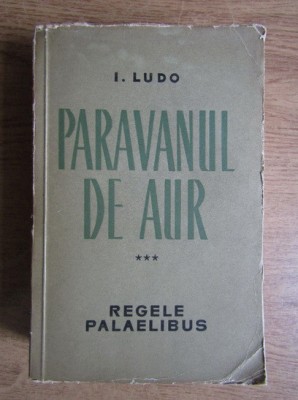 I. LUDO
PARAVANUL
DE AUR
***
REGELE
PALAELIBUS